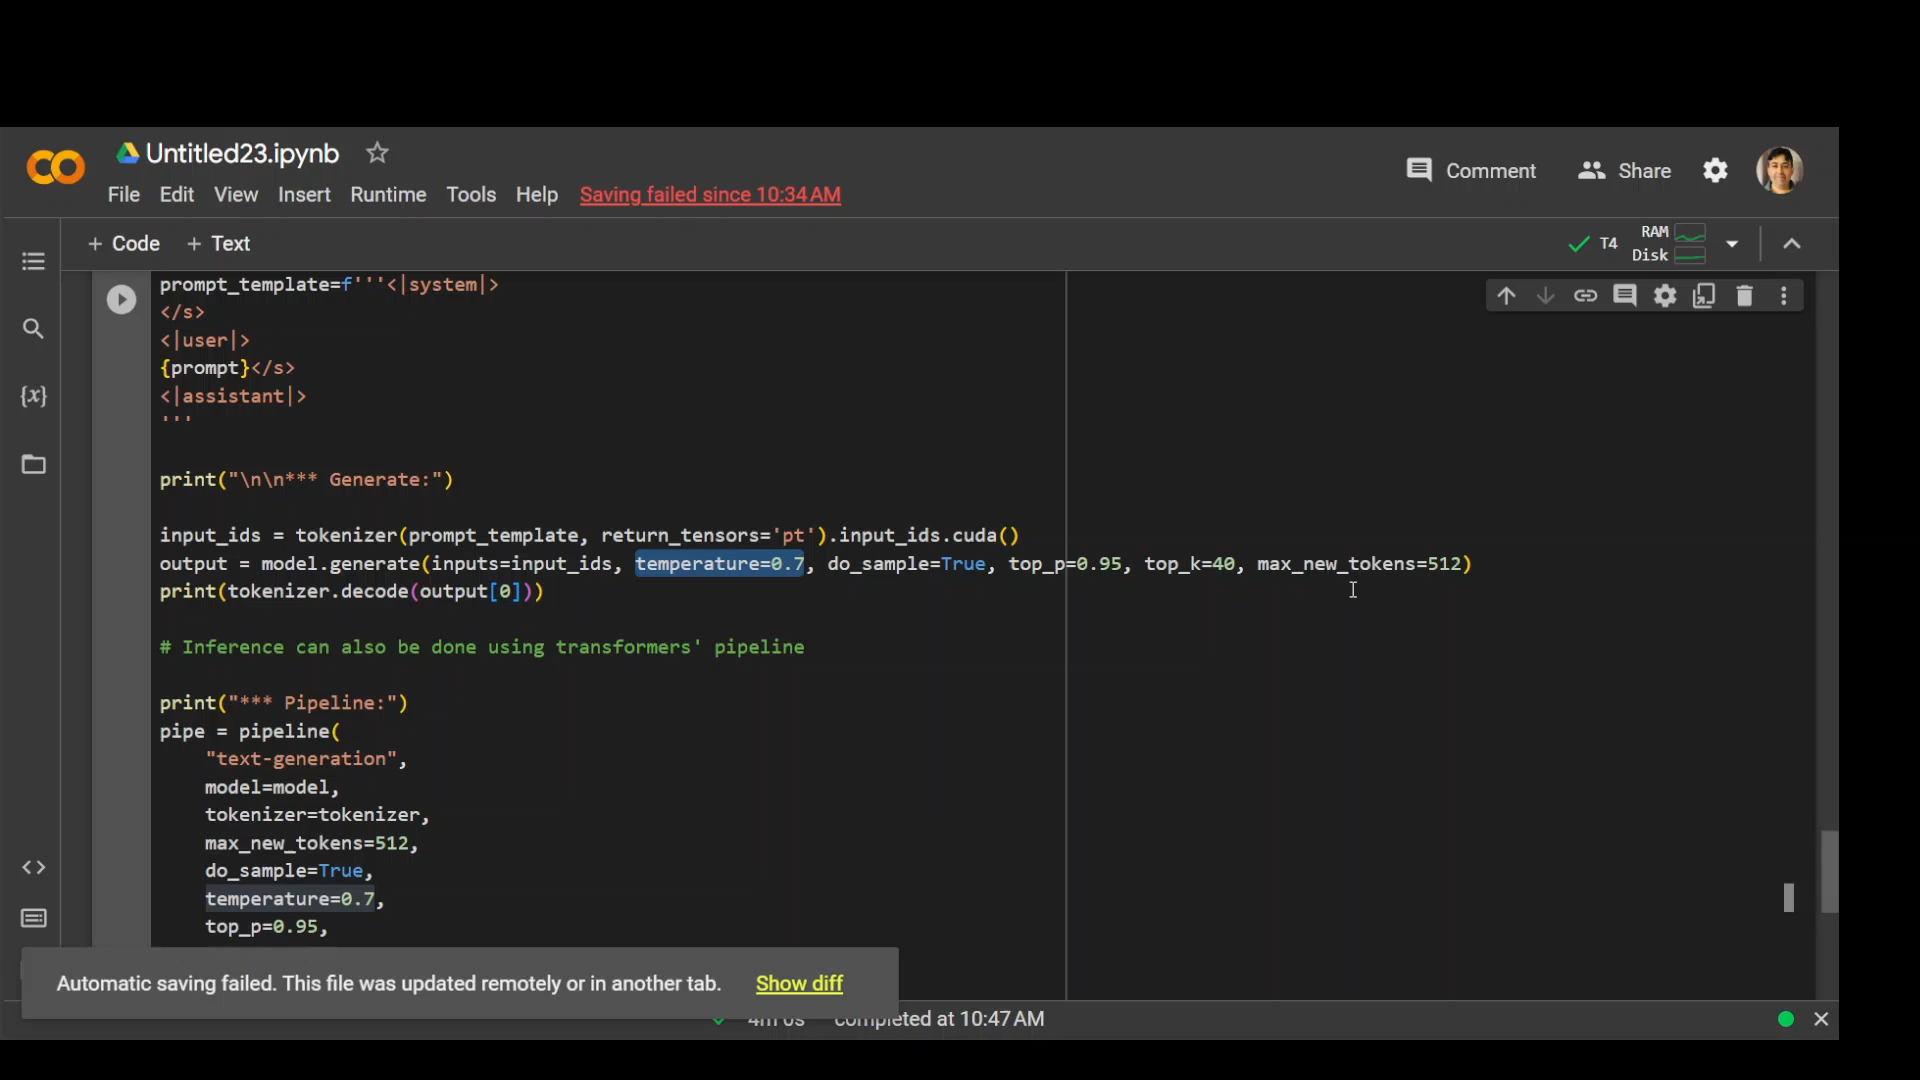 Untitled23.ipynb
Comment
Share
File Edit View Insert Runtime Tools Help Saving failed since 10:34 AM
+ Code + Text
T4
RAM
Disk
prompt_template=f'''<|system|>
</s>
<|user|>
{prompt}</s>
<|assistant|>
'''
print("\n\n*** Generate:")
input_ids = tokenizer(prompt_template, return_tensors='pt').input_ids.cuda()
output = model.generate(inputs=input_ids, temperature=0.7, do_sample=True, top_p=0.95, top_k=40, max_new_tokens=512)
print(tokenizer.decode(output[0]))
# Inference can also be done using transformers' pipeline
print("*** Pipeline:")
pipe = pipeline(
"text-generation",
model=model,
tokenizer=tokenizer,
max_new_tokens=512,
do_sample=True,
temperature=0.7,
top_p=0.95,
Automatic saving failed. This file was updated remotely or in another tab. Show diff
4m 0s completed at 10:47 AM